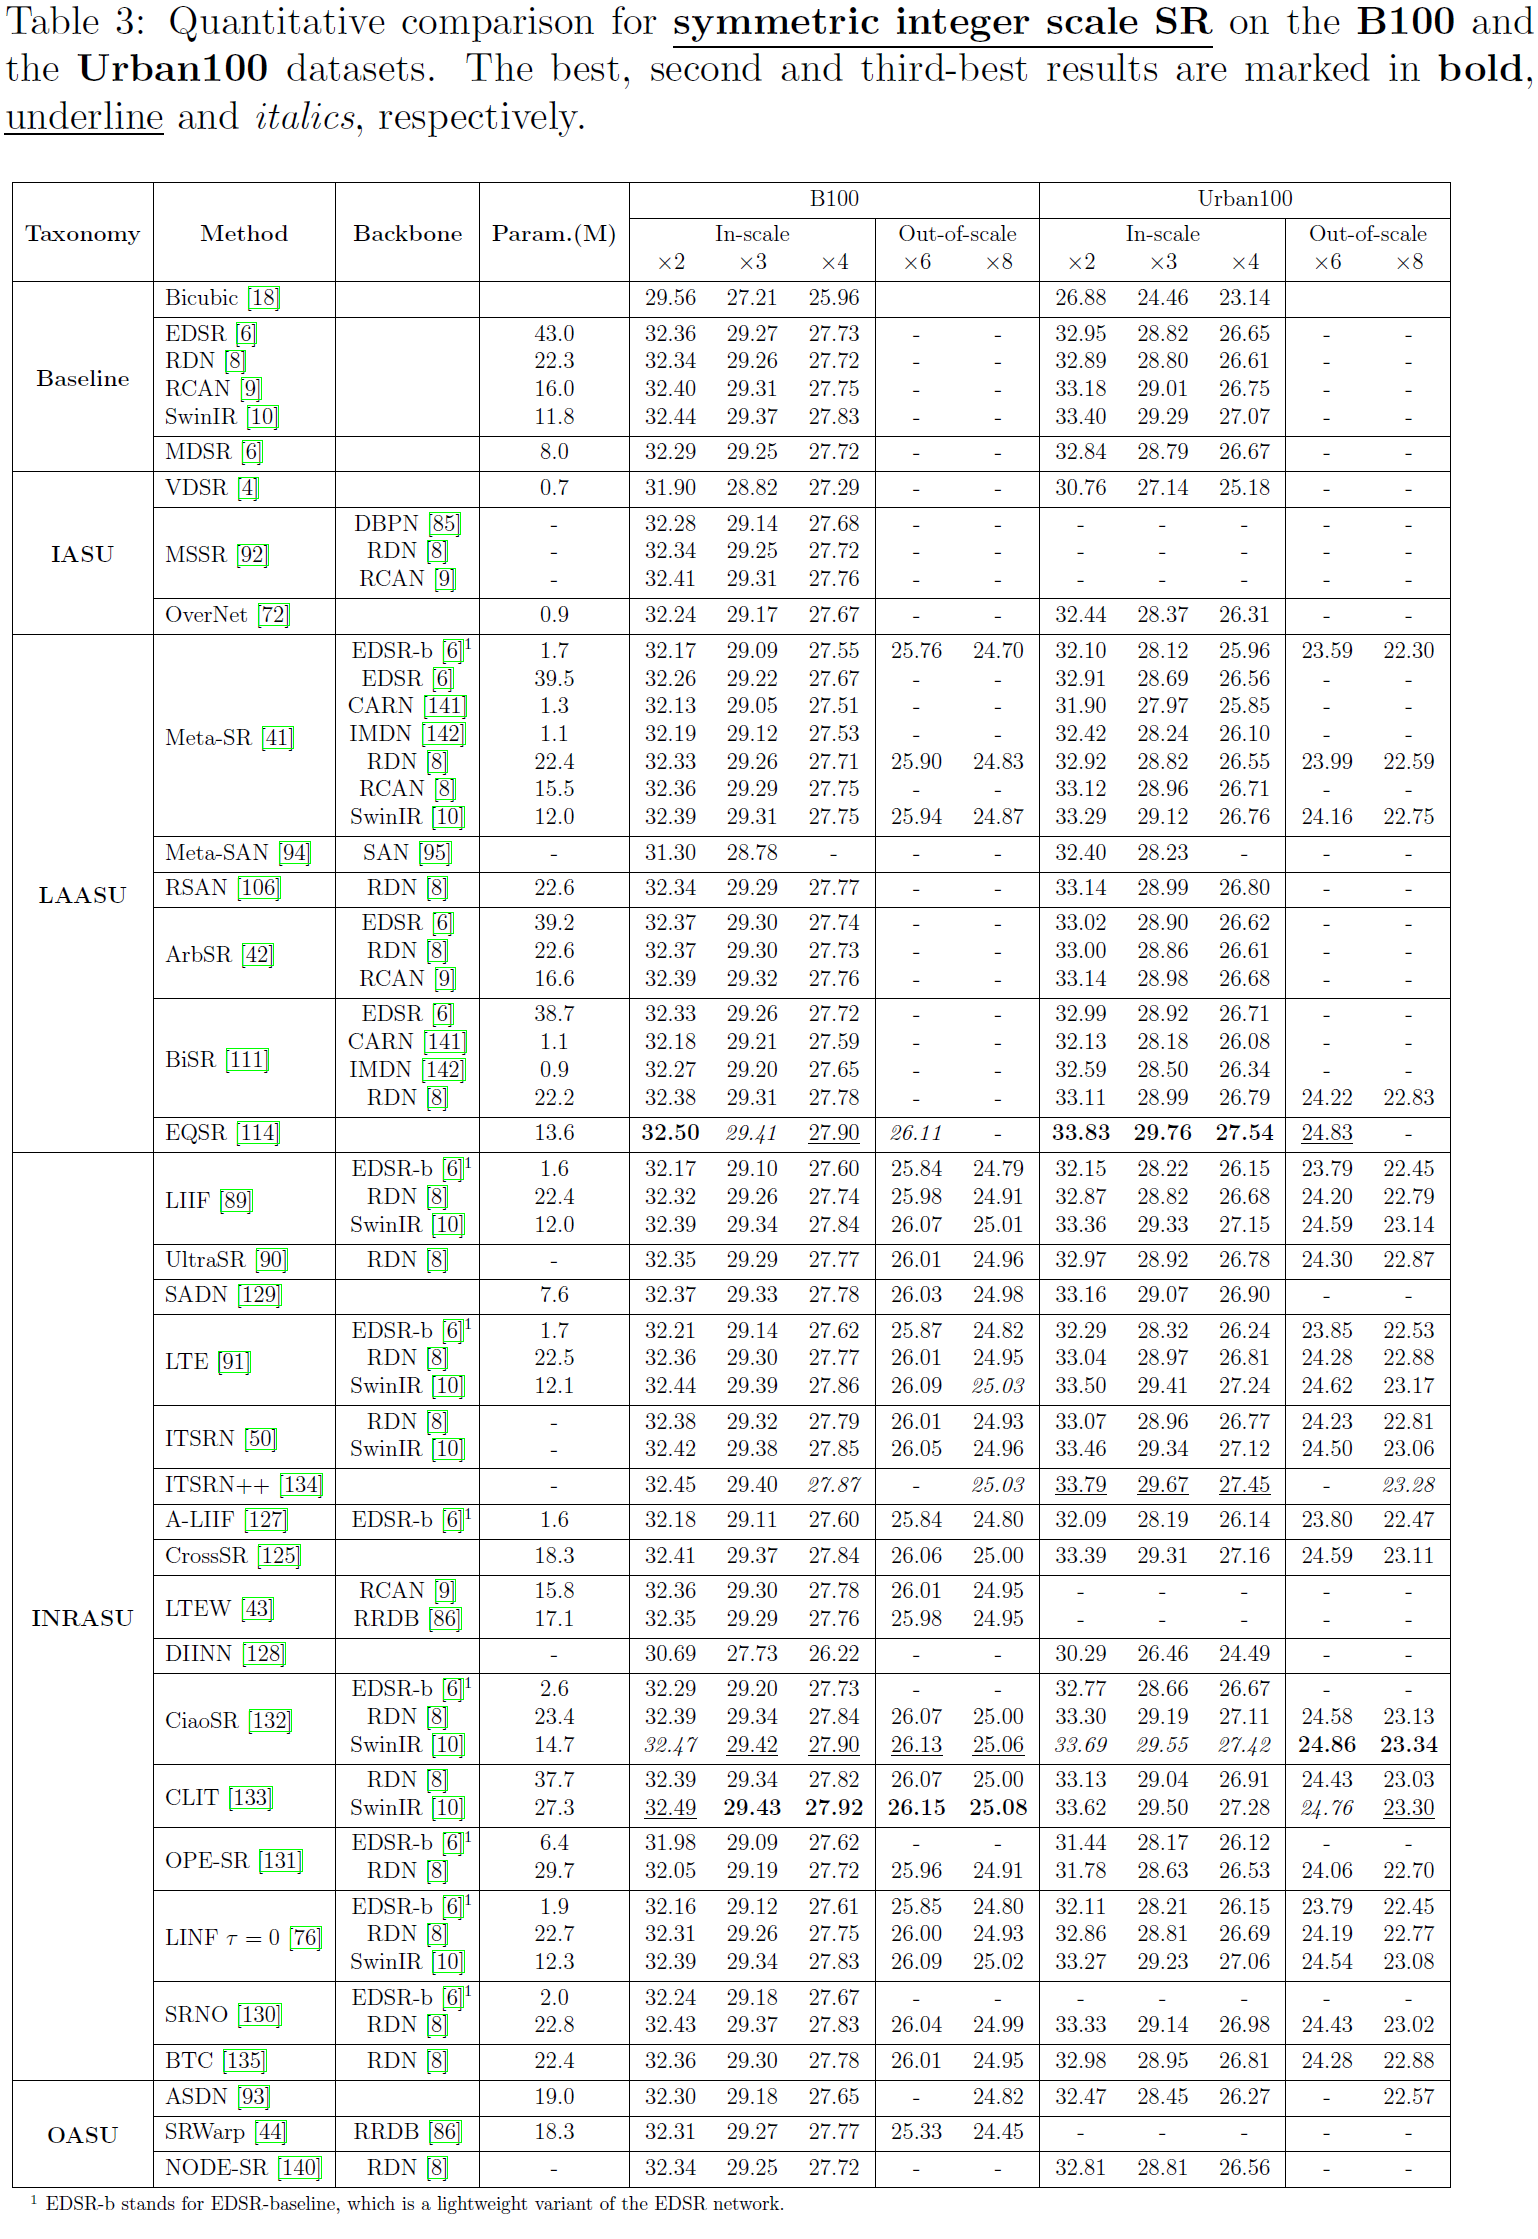 Table 3: Quantitative comparison for symmetric integer scale SR on the B100 and
the Urban100 datasets. The best, second and third-best results are marked in bold,
underline and italics, respectively.
B100 Urban100
Taxonomy Method Backbone Param.(M) In-scale Out-of-scale In-scale Out-of-scale
×2 ×3 ×4 ×6 ×8 ×2 ×3 ×4 ×6 ×8
Bicubic [18] 29.56 27.21 25.96 26.88 24.46 23.14
EDSR [6] 43.0 32.36 29.27 27.73 - - 32.95 28.82 26.65 - -
RDN [8] 22.3 32.34 29.26 27.72 - - 32.89 28.80 26.61 - -
Baseline
RCAN [9] 16.0 32.40 29.31 27.75 - - 33.18 29.01 26.75 - -
SwinIR [10] 11.8 32.44 29.37 27.83 - - 33.40 29.29 27.07 - -
MDSR [6] 8.0 32.29 29.25 27.72 - - 32.84 28.79 26.67 - -
VDSR [4] 0.7 31.90 28.82 27.29 - - 30.76 27.14 25.18 - -
DBPN [85] - 32.28 29.14 27.68 - - - - - - -
IASU MSSR [92] RDN [8] - 32.34 29.25 27.72 - - - - - - -
RCAN [9] - 32.41 29.31 27.76 - - - - - - -
OverNet [72] 0.9 32.24 29.17 27.67 - - 32.44 28.37 26.31 - -
EDSR-b [6]1 1.7 32.17 29.09 27.55 25.76 24.70 32.10 28.12 25.96 23.59 22.30
EDSR [6] 39.5 32.26 29.22 27.67 - - 32.91 28.69 26.56 - -
CARN [141] 1.3 32.13 29.05 27.51 - - 31.90 27.97 25.85 - -
Meta-SR [41] IMDN [142] 1.1 32.19 29.12 27.53 - - 32.42 28.24 26.10 - -
RDN [8] 22.4 32.33 29.26 27.71 25.90 24.83 32.92 28.82 26.55 23.99 22.59
RCAN [8] 15.5 32.36 29.29 27.75 - - 33.12 28.96 26.71 - -
SwinIR [10] 12.0 32.39 29.31 27.75 25.94 24.87 33.29 29.12 26.76 24.16 22.75
Meta-SAN [94] SAN [95] - 31.30 28.78 - - - 32.40 28.23 - - -
LAASU RSAN [106] RDN [8] 22.6 32.34 29.29 27.77 - - 33.14 28.99 26.80 - -
EDSR [6] 39.2 32.37 29.30 27.74 - - 33.02 28.90 26.62 - -
ArbSR [42] RDN [8] 22.6 32.37 29.30 27.73 - - 33.00 28.86 26.61 - -
RCAN [9] 16.6 32.39 29.32 27.76 - - 33.14 28.98 26.68 - -
EDSR [6] 38.7 32.33 29.26 27.72 - - 32.99 28.92 26.71 - -
CARN [141] 1.1 32.18 29.21 27.59 - - 32.13 28.18 26.08 - -
BiSR [111] IMDN [142] 0.9 32.27 29.20 27.65 - - 32.59 28.50 26.34 - -
RDN [8] 22.2 32.38 29.31 27.78 - - 33.11 28.99 26.79 24.22 22.83
EQSR [114] 13.6 32.50 29.41 27.90 26.11 - 33.83 29.76 27.54 24.83 -
EDSR-b [6]1 1.6 32.17 29.10 27.60 25.84 24.79 32.15 28.22 26.15 23.79 22.45
LIIF [89] RDN [8] 22.4 32.32 29.26 27.74 25.98 24.91 32.87 28.82 26.68 24.20 22.79
SwinIR [10] 12.0 32.39 29.34 27.84 26.07 25.01 33.36 29.33 27.15 24.59 23.14
UltraSR [90] RDN [8] - 32.35 29.29 27.77 26.01 24.96 32.97 28.92 26.78 24.30 22.87
SADN [129] 7.6 32.37 29.33 27.78 26.03 24.98 33.16 29.07 26.90 - -
EDSR-b [6]1 1.7 32.21 29.14 27.62 25.87 24.82 32.29 28.32 26.24 23.85 22.53
LTE [91] RDN [8] 22.5 32.36 29.30 27.77 26.01 24.95 33.04 28.97 26.81 24.28 22.88
SwinIR [10] 12.1 32.44 29.39 27.86 26.09 25.03 33.50 29.41 27.24 24.62 23.17
ITSRN [50] RDN [8] - 32.38 29.32 27.79 26.01 24.93 33.07 28.96 26.77 24.23 22.81
SwinIR [10] - 32.42 29.38 27.85 26.05 24.96 33.46 29.34 27.12 24.50 23.06
ITSRN++ [134] - 32.45 29.40 27.87 - 25.03 33.79 29.67 27.45 - 23.28
A-LIIF [127] EDSR-b [6]1 1.6 32.18 29.11 27.60 25.84 24.80 32.09 28.19 26.14 23.80 22.47
CrossSR [125] 18.3 32.41 29.37 27.84 26.06 25.00 33.39 29.31 27.16 24.59 23.11
LTEW [43] RCAN [9] 15.8 32.36 29.30 27.78 26.01 24.95 - - - - -
INRASU RRDB [86] 17.1 32.35 29.29 27.76 25.98 24.95 - - - - -
DIINN [128] - 30.69 27.73 26.22 - - 30.29 26.46 24.49 - -
EDSR-b [6]1 2.6 32.29 29.20 27.73 - - 32.77 28.66 26.67 - -
CiaoSR [132] RDN [8] 23.4 32.39 29.34 27.84 26.07 25.00 33.30 29.19 27.11 24.58 23.13
SwinIR [10] 14.7 32.47 29.42 27.90 26.13 25.06 33.69 29.55 27.42 24.86 23.34
CLIT [133] RDN [8] 37.7 32.39 29.34 27.82 26.07 25.00 33.13 29.04 26.91 24.43 23.03
SwinIR [10] 27.3 32.49 29.43 27.92 26.15 25.08 33.62 29.50 27.28 24.76 23.30
OPE-SR [131] EDSR-b [6]1 6.4 31.98 29.09 27.62 - - 31.44 28.17 26.12 - -
RDN [8] 29.7 32.05 29.19 27.72 25.96 24.91 31.78 28.63 26.53 24.06 22.70
EDSR-b [6]1 1.9 32.16 29.12 27.61 25.85 24.80 32.11 28.21 26.15 23.79 22.45
LINF τ = 0 [76] RDN [8] 22.7 32.31 29.26 27.75 26.00 24.93 32.86 28.81 26.69 24.19 22.77
SwinIR [10] 12.3 32.39 29.34 27.83 26.09 25.02 33.27 29.23 27.06 24.54 23.08
SRNO [130] EDSR-b [6]1 2.0 32.24 29.18 27.67 - - - - - - -
RDN [8] 22.8 32.43 29.37 27.83 26.04 24.99 33.33 29.14 26.98 24.43 23.02
BTC [135] RDN [8] 22.4 32.36 29.30 27.78 26.01 24.95 32.98 28.95 26.81 24.28 22.88
ASDN [93] 19.0 32.30 29.18 27.65 - 24.82 32.47 28.45 26.27 - 22.57
OASU SRWarp [44] RRDB [86] 18.3 32.31 29.27 27.77 25.33 24.45 - - - - -
NODE-SR [140] RDN [8] - 32.34 29.25 27.72 - - 32.81 28.81 26.56 - -
1 EDSR-b stands for EDSR-baseline, which is a lightweight variant of the EDSR network.